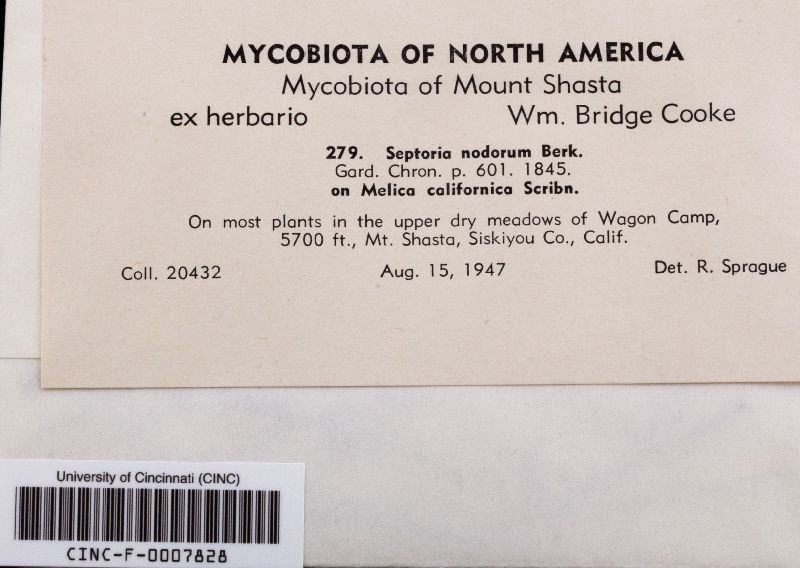 MYCOBIOTA OF NORTH AMERICA
Mycobiota of Mount Shasta
ex herbario Wm. Bridge Cooke
279. Septoria nodorum Berk.
Gard. Chron. p. 601. 1845.
on Melica californica Scribn.
On most plants in the upper dry meadows of Wagon Camp,
5700 ft., Mt. Shasta, Siskiyou Co., Calif.
Coll. 20432 Aug. 15, 1947 Det. R. Sprague
University of Cincinnati (CINC)
CINC-F-0007828